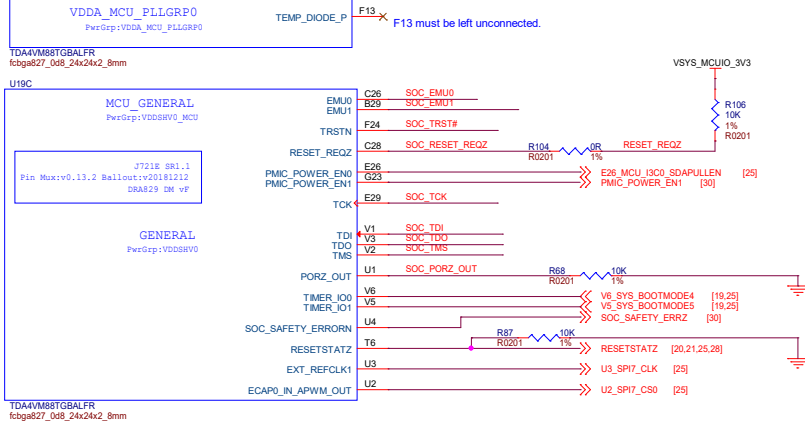 VDDA_MCU_PLLGRP0
PwrGrp:VDDA_MCU_PLLGRP0
TEMP_DIODE_P
F13
F13 must be left unconnected.
TDA4VM88TGBALFR
fcbga827_0d8_24x24x2_8mm
U19C
VSYS_MCUIO_3V3
MCU_GENERAL
PwrGrp:VDDSHV0_MCU
EMU0 C26 SOC_EMU0
EMU1 B29 SOC_EMU1
R106
10K
1%
R0201
TRSTN F24 SOC_TRST#
RESET_REQZ C28 SOC_RESET_REQZ R104 0R RESET_REQZ
R0201 1%
J721E SR1.1
Pin Mux:v0.13.2 Ballout:v20181212
DRA829 DM vF
PMIC_POWER_EN0 E26 E26_MCU_I3C0_SDAPULLEN [25]
PMIC_POWER_EN1 G23 PMIC_POWER_EN1 [30]
TCK E29 SOC_TCK
GENERAL
PwrGrp:VDDSHV0
TDI V1 SOC_TDI
TDO V3 SOC_TDO
TMS V2 SOC_TMS
PORZ_OUT U1 SOC_PORZ_OUT R68 10K
R0201 1%
TIMER_IO0 V6 V6_SYS_BOOTMODE4 [19,25]
TIMER_IO1 V5 V5_SYS_BOOTMODE5 [19,25]
SOC_SAFETY_ERRORN U4 SOC_SAFETY_ERRZ [30]
R87 10K
R0201 1%
RESETSTATZ T6 RESETSTATZ [20,21,25,28]
EXT_REFCLK1 U3 U3_SPI7_CLK [25]
ECAP0_IN_APWM_OUT U2 U2_SPI7_CS0 [25]
TDA4VM88TGBALFR
fcbga827_0d8_24x24x2_8mm